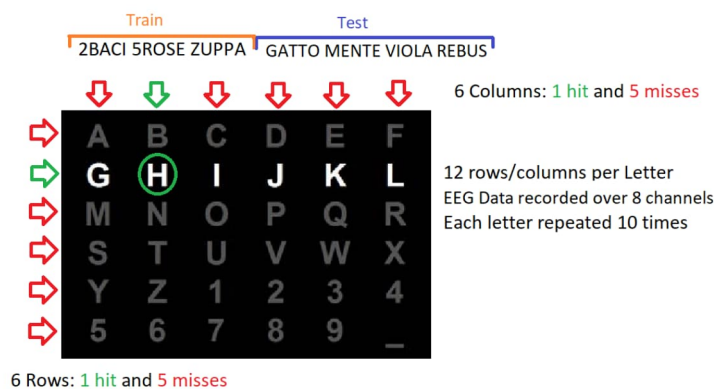 Train Test
2BACI 5ROSE ZUPPA GATTO MENTE VIOLA REBUS
6 Columns: 1 hit and 5 misses
A B C D E F
G H I J K L
M N O P Q R
S T U V W X
Y Z 1 2 3 4
5 6 7 8 9 _
12 rows/columns per Letter
EEG Data recorded over 8 channels
Each letter repeated 10 times
6 Rows: 1 hit and 5 misses